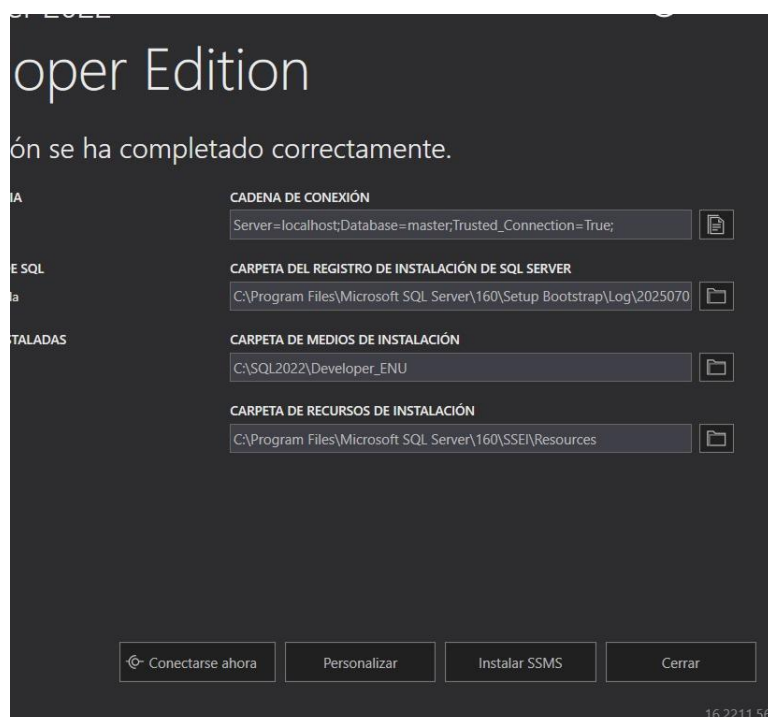 oper Edition
ón se ha completado correctamente.
IA
CADENA DE CONEXIÓN
Server=localhost;Database=master;Trusted_Connection=True;
E SQL
CARPETA DEL REGISTRO DE INSTALACIÓN DE SQL SERVER
da
C:\Program Files\Microsoft SQL Server\160\Setup Bootstrap\Log\2025070
TALADAS
CARPETA DE MEDIOS DE INSTALACIÓN
C:\SQL2022\Developer_ENU
CARPETA DE RECURSOS DE INSTALACIÓN
C:\Program Files\Microsoft SQL Server\160\SSEI\Resources
Conectarse ahora
Personalizar
Instalar SSMS
Cerrar
16.2211.56